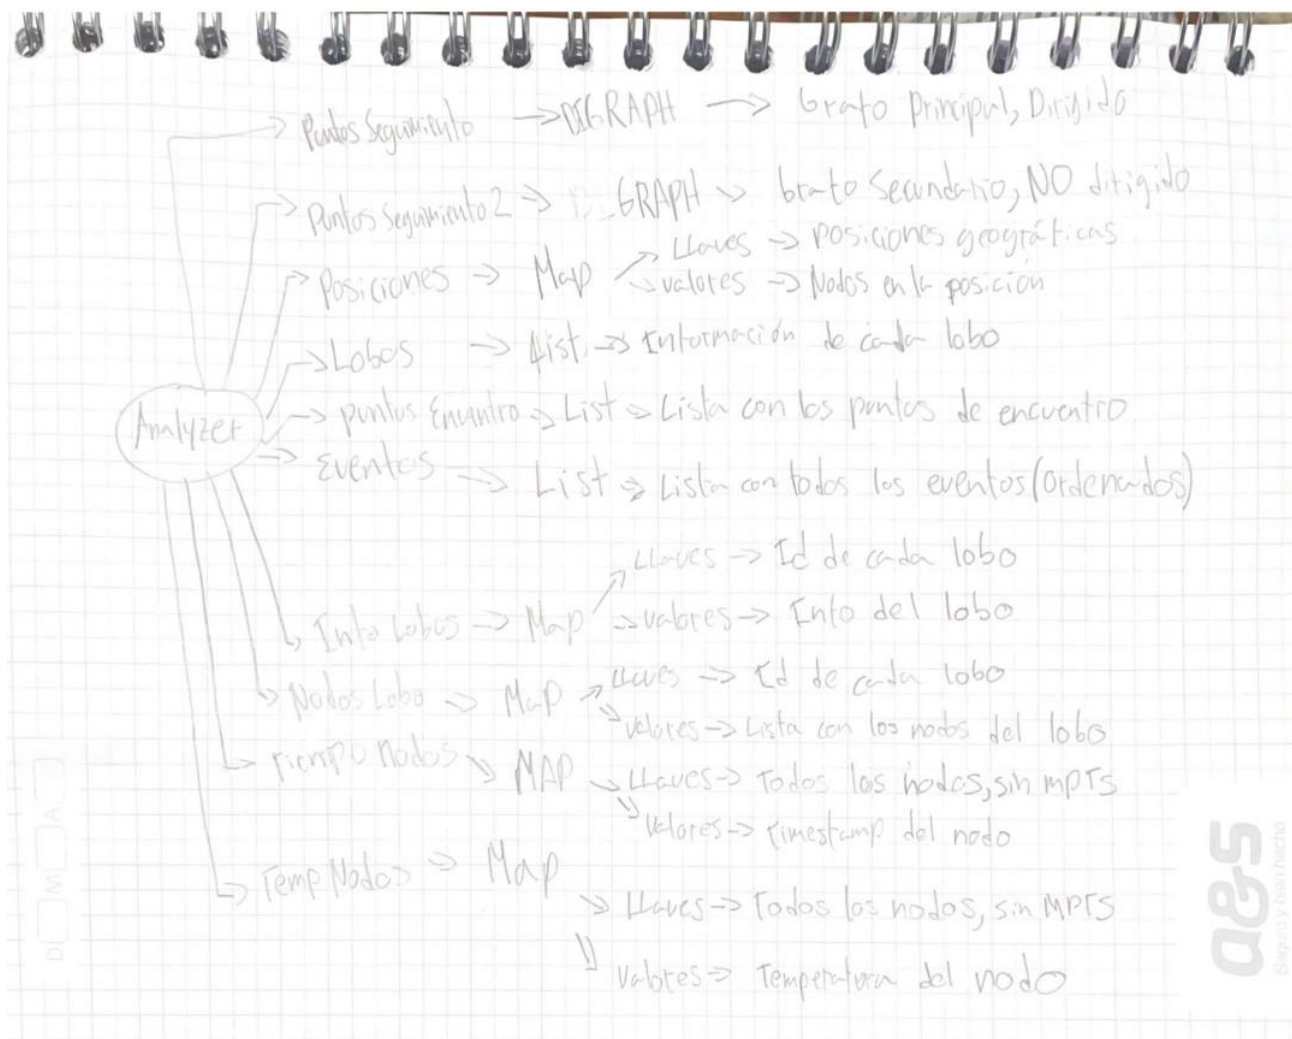 Puntos Seguimiento -> DIGRAPH -> Grafo Principal, Dirigido
Puntos Seguimiento 2 -> GRAPH -> Grafo Secundario, NO dirigido
Posiciones -> Map -> Llaves -> posiciones geográficas
-> valores -> Nodos en la posición
-> Lobos -> List -> Información de cada lobo
Analyzer
-> puntos Encuentro -> List -> Lista con los puntos de encuentro
-> Eventos -> List -> Lista con todos los eventos (ordenados)
Info Lobos -> Map -> Llaves -> Id de cada lobo
-> valores -> Info del lobo
Nodos Lobo -> Map -> Llaves -> Id de cada lobo
valores -> Lista con los nodos del lobo
Tiempo nodos -> MAP -> Llaves -> Todos los nodos, sin MPTS
Valores -> Timestamp del nodo
Temp Nodos -> Map
-> Llaves -> Todos los nodos, sin MPTS
Valores -> Temperatura del nodo
D M A
a&s
Seguro y bien hecho